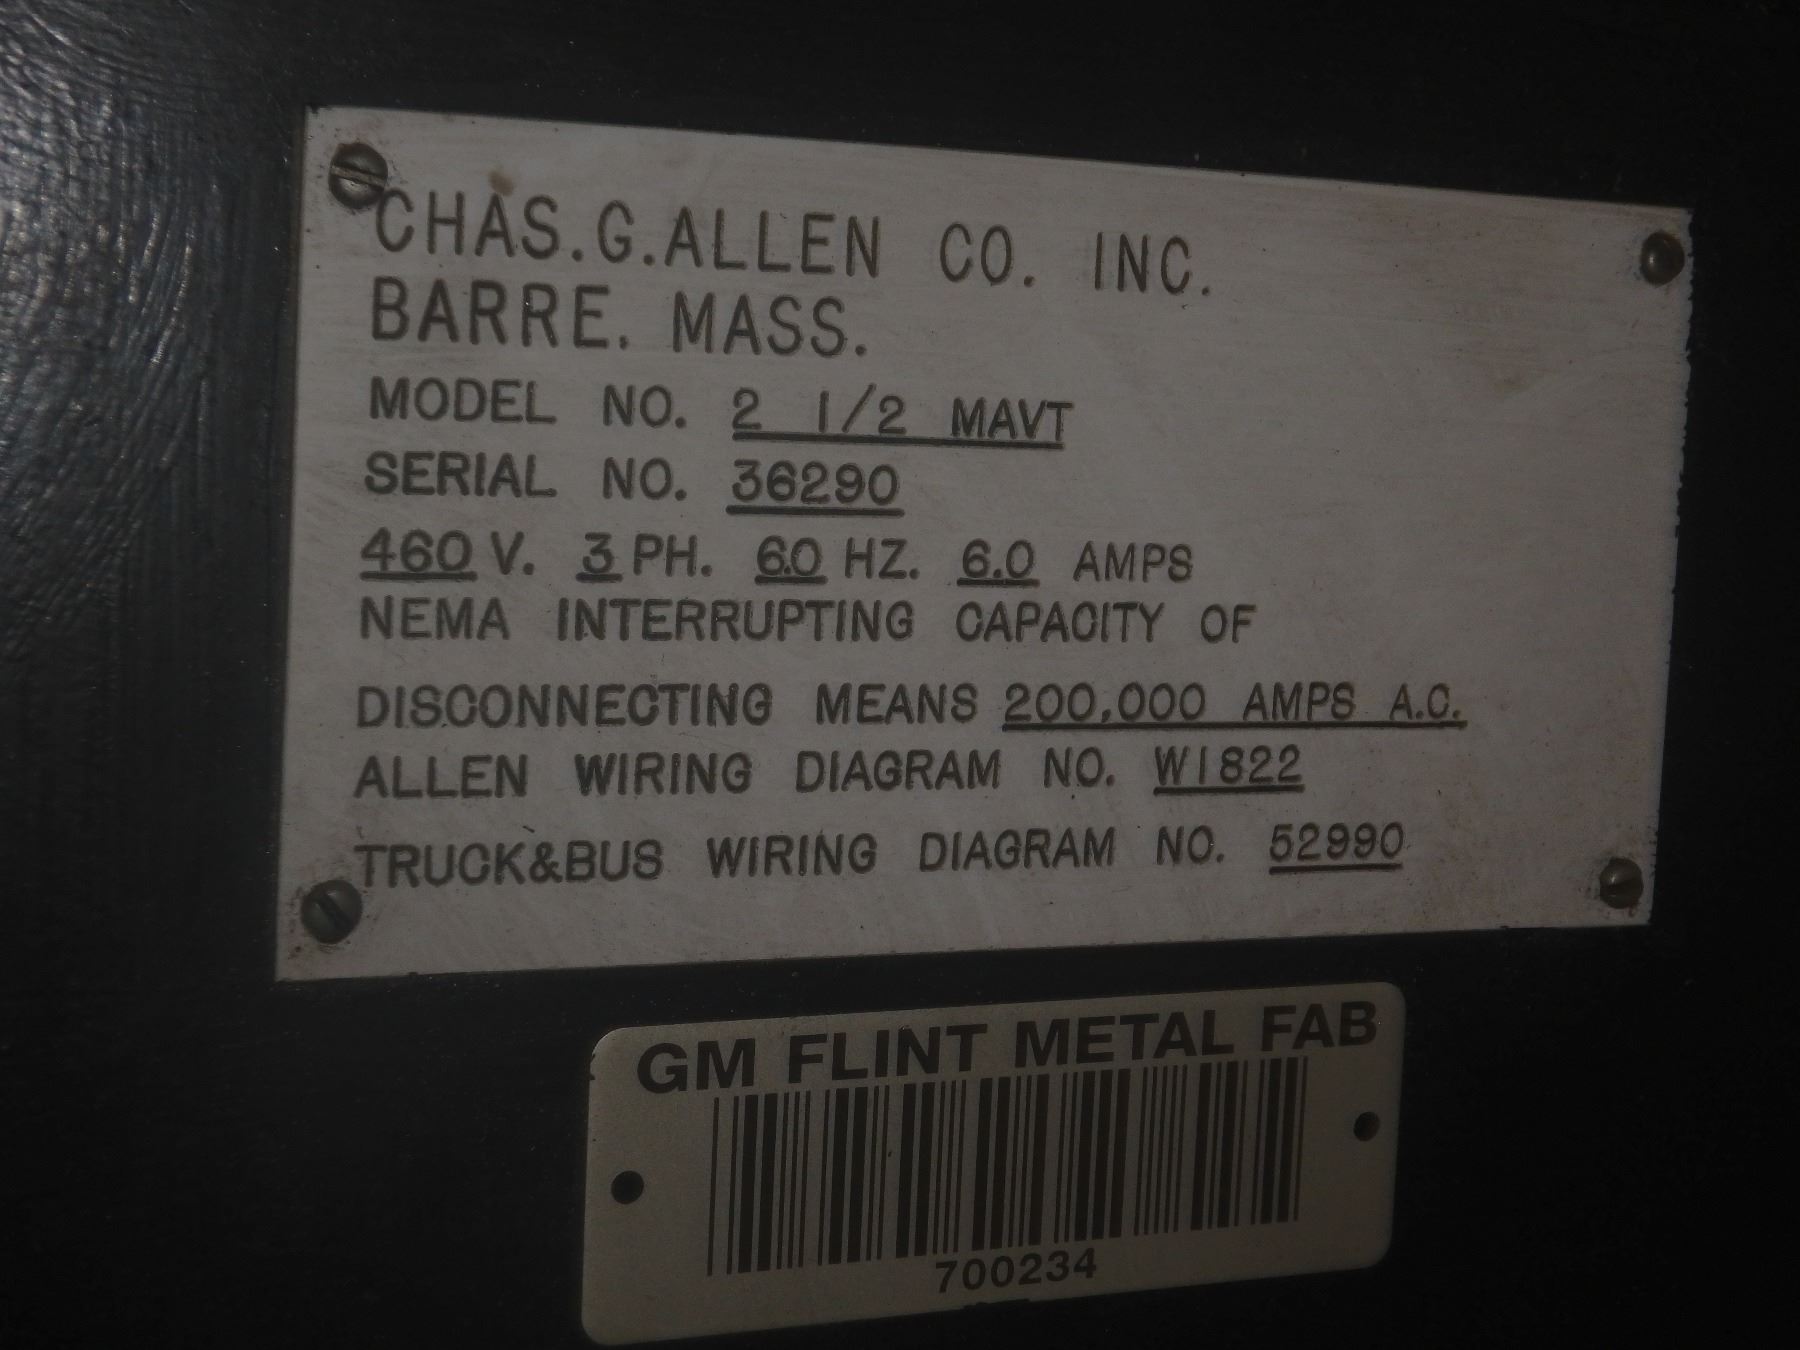 CHAS.G.ALLEN CO. INC.
BARRE. MASS.
MODEL NO. 2 1/2 MAVT
SERIAL NO. 36290
460 V. 3 PH. 60 HZ. 6.0 AMPS
NEMA INTERRUPTING CAPACITY OF
DISCONNECTING MEANS 200,000 AMPS A.C.
ALLEN WIRING DIAGRAM NO. W1822
TRUCK&BUS WIRING DIAGRAM NO. 52990
GM FLINT METAL FAB
700234